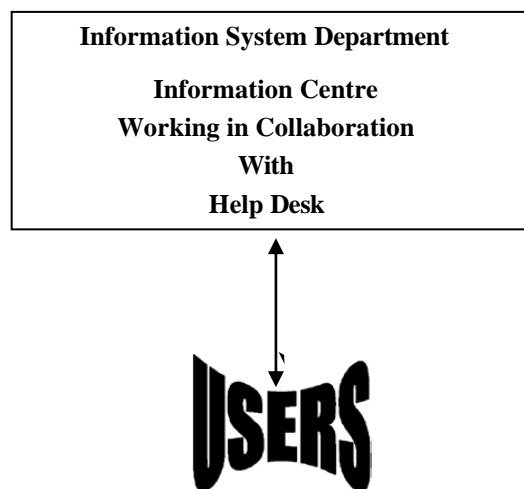 Information System Department
Information Centre
Working in Collaboration
With
Help Desk
USERS